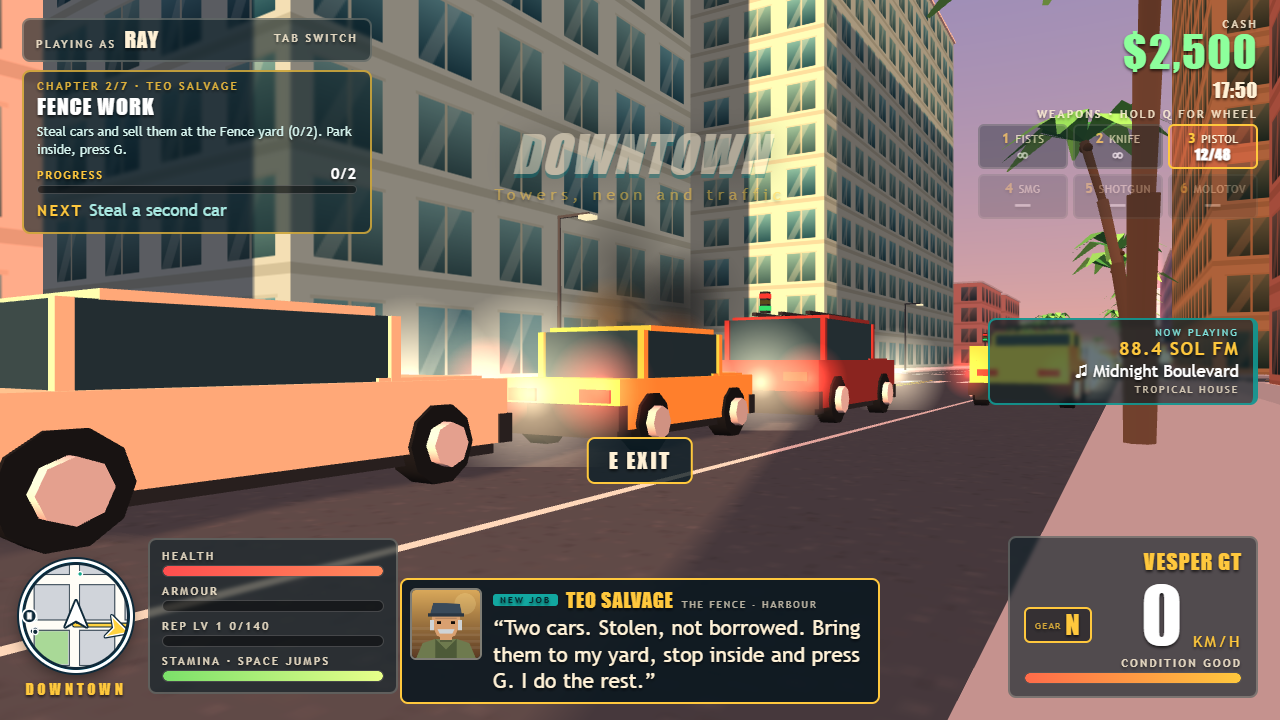 PLAYING AS RAY
TAB SWITCH
CHAPTER 2/7 · TEO SALVAGE
FENCE WORK
Steal cars and sell them at the Fence yard (0/2). Park
inside, press G.
PROGRESS 0/2
NEXT Steal a second car
DOWNTOWN
Towers, neon and traffic
CASH
$2,500
17:50
WEAPONS · HOLD Q FOR WHEEL
1 FISTS
∞
2 KNIFE
∞
3 PISTOL
12/48
4 SMG
—
5 SHOTGUN
—
6 MOLOTOV
—
NOW PLAYING
88.4 SOL FM
♫ Midnight Boulevard
TROPICAL HOUSE
E EXIT
HEALTH
ARMOUR
REP LV 1 0/140
STAMINA · SPACE JUMPS
DOWNTOWN
NEW JOB TEO SALVAGE THE FENCE · HARBOUR
“Two cars. Stolen, not borrowed. Bring
them to my yard, stop inside and press
G. I do the rest.”
VESPER GT
GEAR N
0 KM/H
CONDITION GOOD